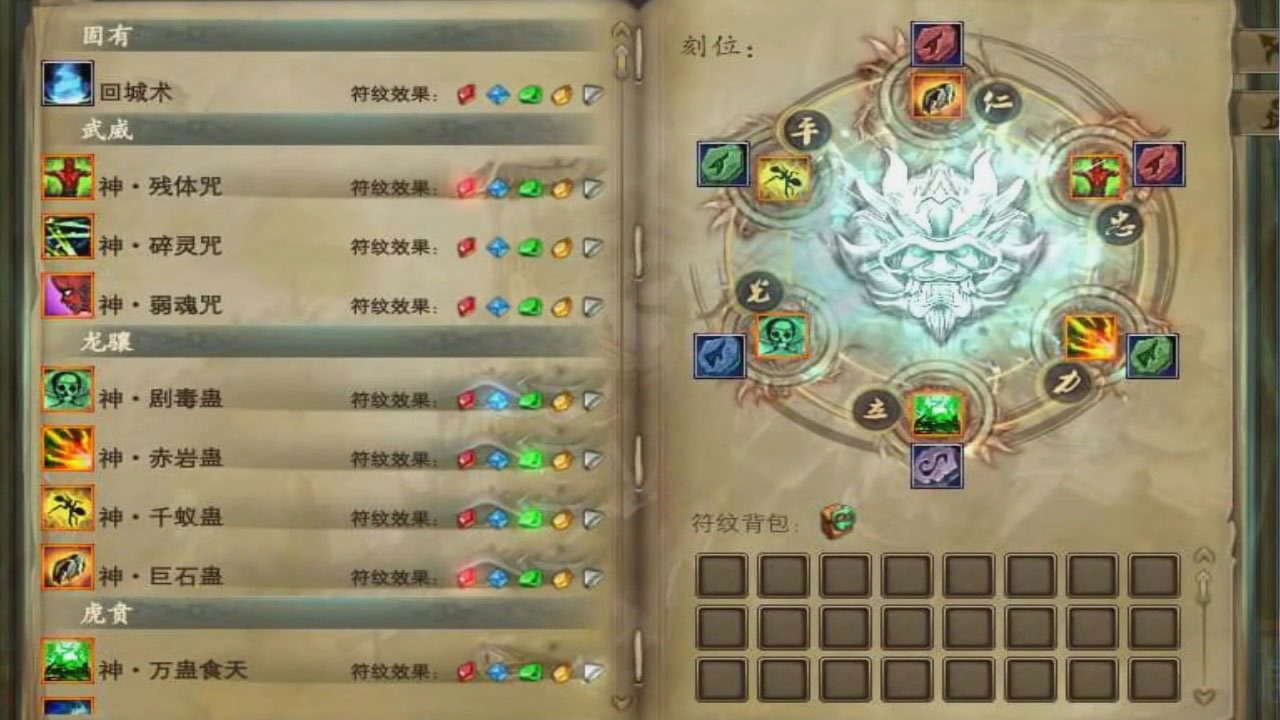 固有
回城术 符纹效果:
武威
神·残体咒 符纹效果:
神·碎灵咒 符纹效果:
神·弱魂咒 符纹效果:
龙骧
神·剧毒蛊 符纹效果:
神·赤岩蛊 符纹效果:
神·千蚁蛊 符纹效果:
神·巨石蛊 符纹效果:
虎贲
神·万蛊食天 符纹效果:
刻位:
仁
忠
力
符纹背包: